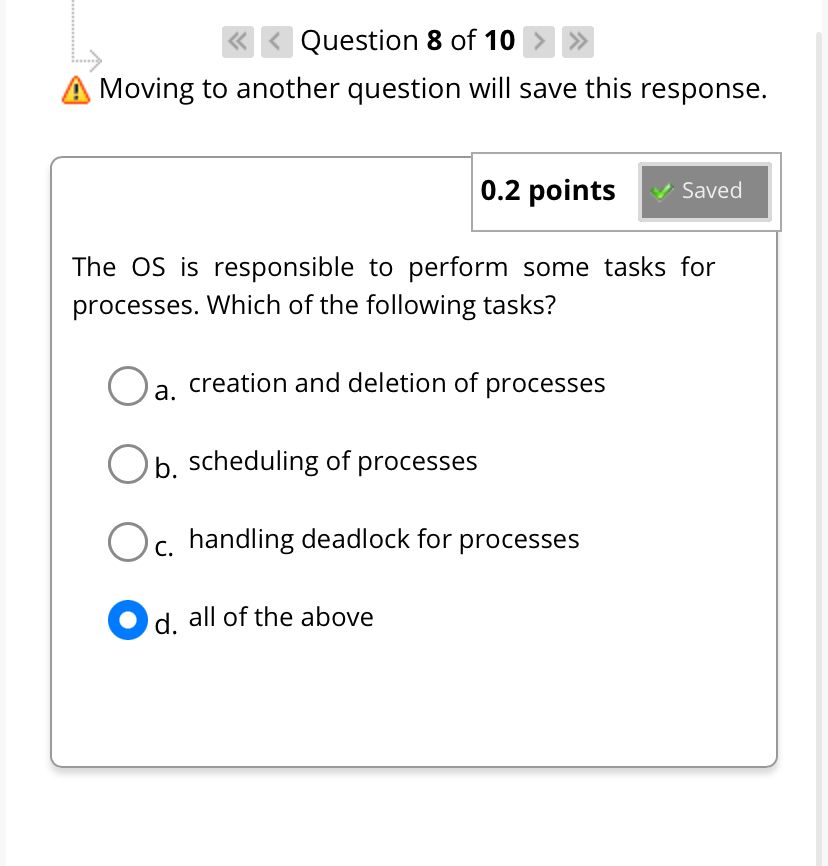 Question 8 of 10
Moving to another question will save this response.
0.2 points
Saved
The OS is responsible to perform some tasks for
processes. Which of the following tasks?
a. creation and deletion of processes
b. scheduling of processes
c. handling deadlock for processes
d. all of the above